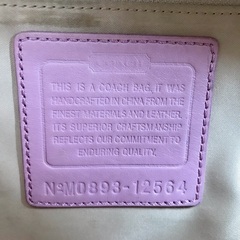 COACH
THIS IS A COACH BAG. IT WAS
HANDCRAFTED IN CHINA FROM THE
FINEST MATERIALS AND LEATHER.
ITS SUPERIOR CRAFTSMANSHIP
REFLECTS OUR COMMITMENT TO
ENDURING QUALITY.
NºM0893-12564